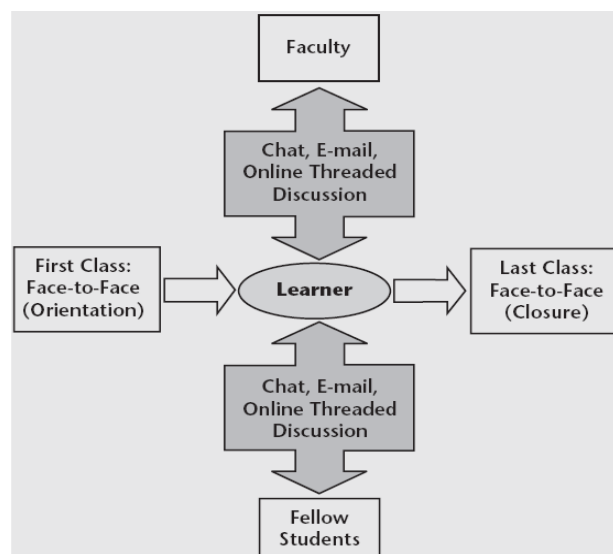 Faculty
Chat, E-mail,
Online Threaded
Discussion
First Class:
Face-to-Face
(Orientation)
Learner
Last Class:
Face-to-Face
(Closure)
Chat, E-mail,
Online Threaded
Discussion
Fellow
Students